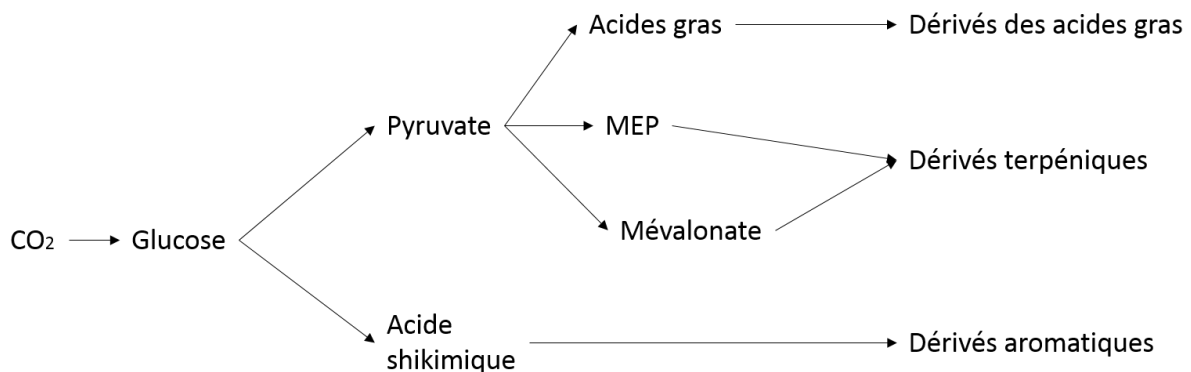 Acides gras
Dérivés des acides gras
Pyruvate
MEP
Dérivés terpéniques
CO₂
Glucose
Mévalonate
Acide
shikimique
Dérivés aromatiques